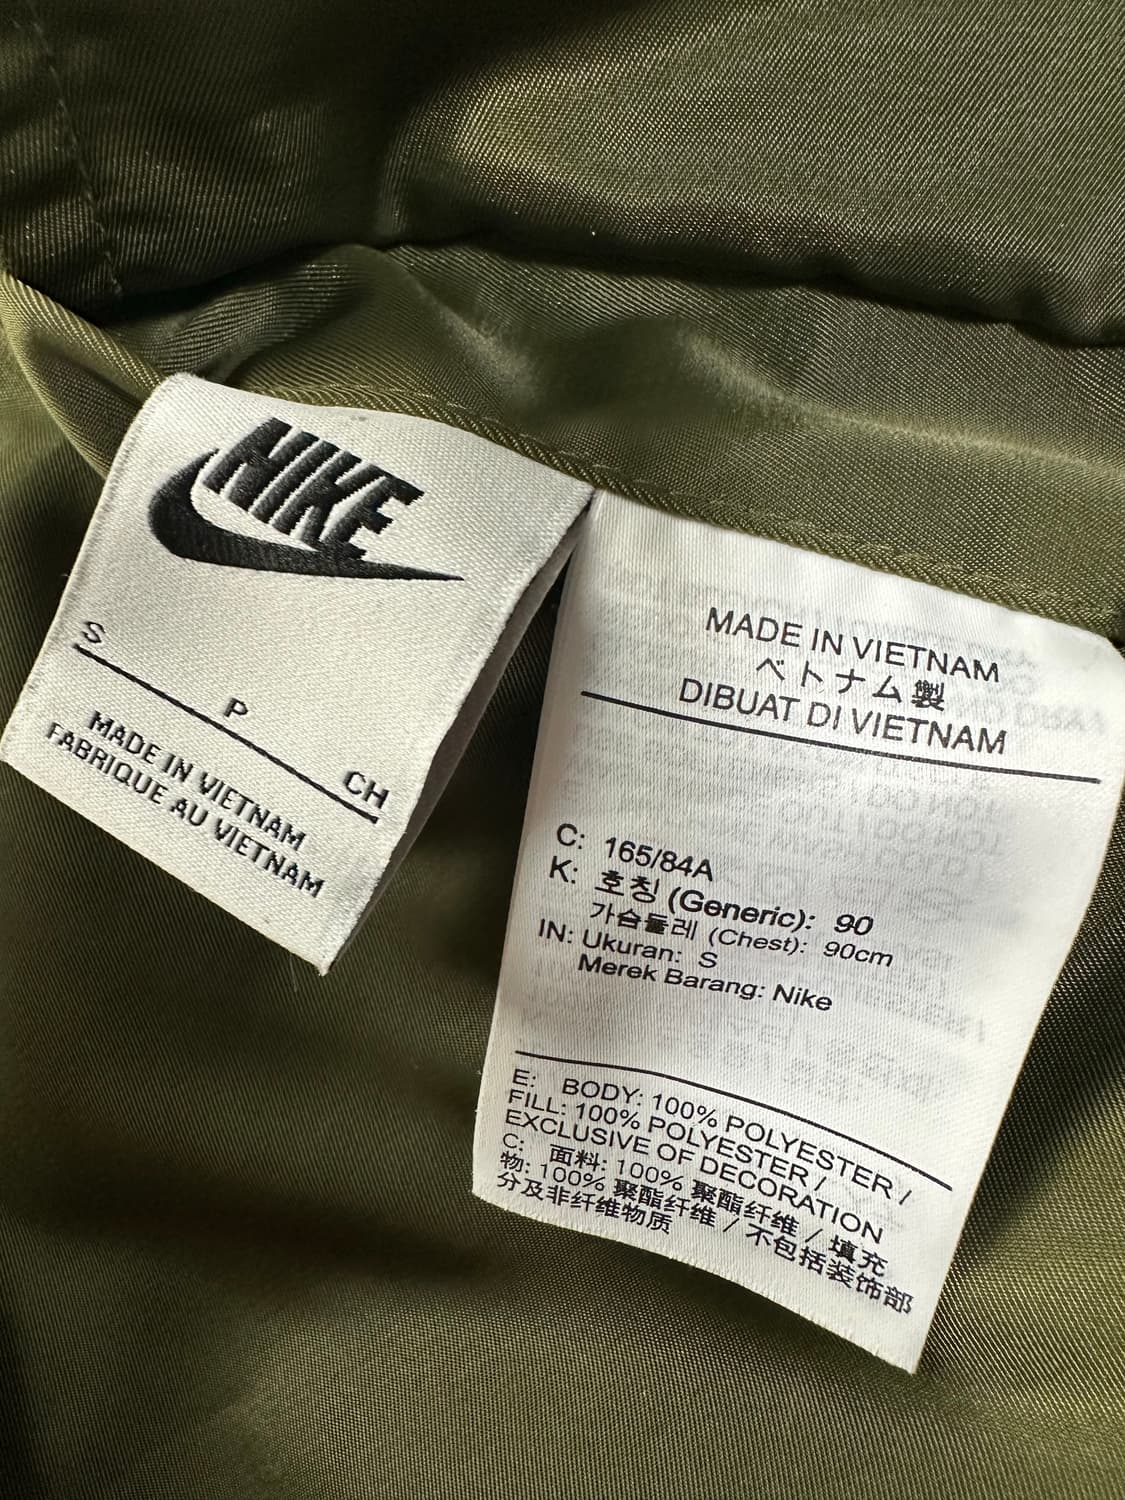 NIKE
S
P
CH
MADE IN VIETNAM
FABRIQUE AU VIETNAM
MADE IN VIETNAM
ベトナム製
DIBUAT DI VIETNAM
C: 165/84A
K: 호칭 (Generic): 90
가슴둘레 (Chest): 90cm
IN: Ukuran: S
Merek Barang: Nike
E: BODY: 100% POLYESTER /
FILL: 100% POLYESTER /
EXCLUSIVE OF DECORATION
C: 面料: 100% 聚酯纤维 / 填充
物: 100% 聚酯纤维 / 不包括装饰部
分及非纤维物质